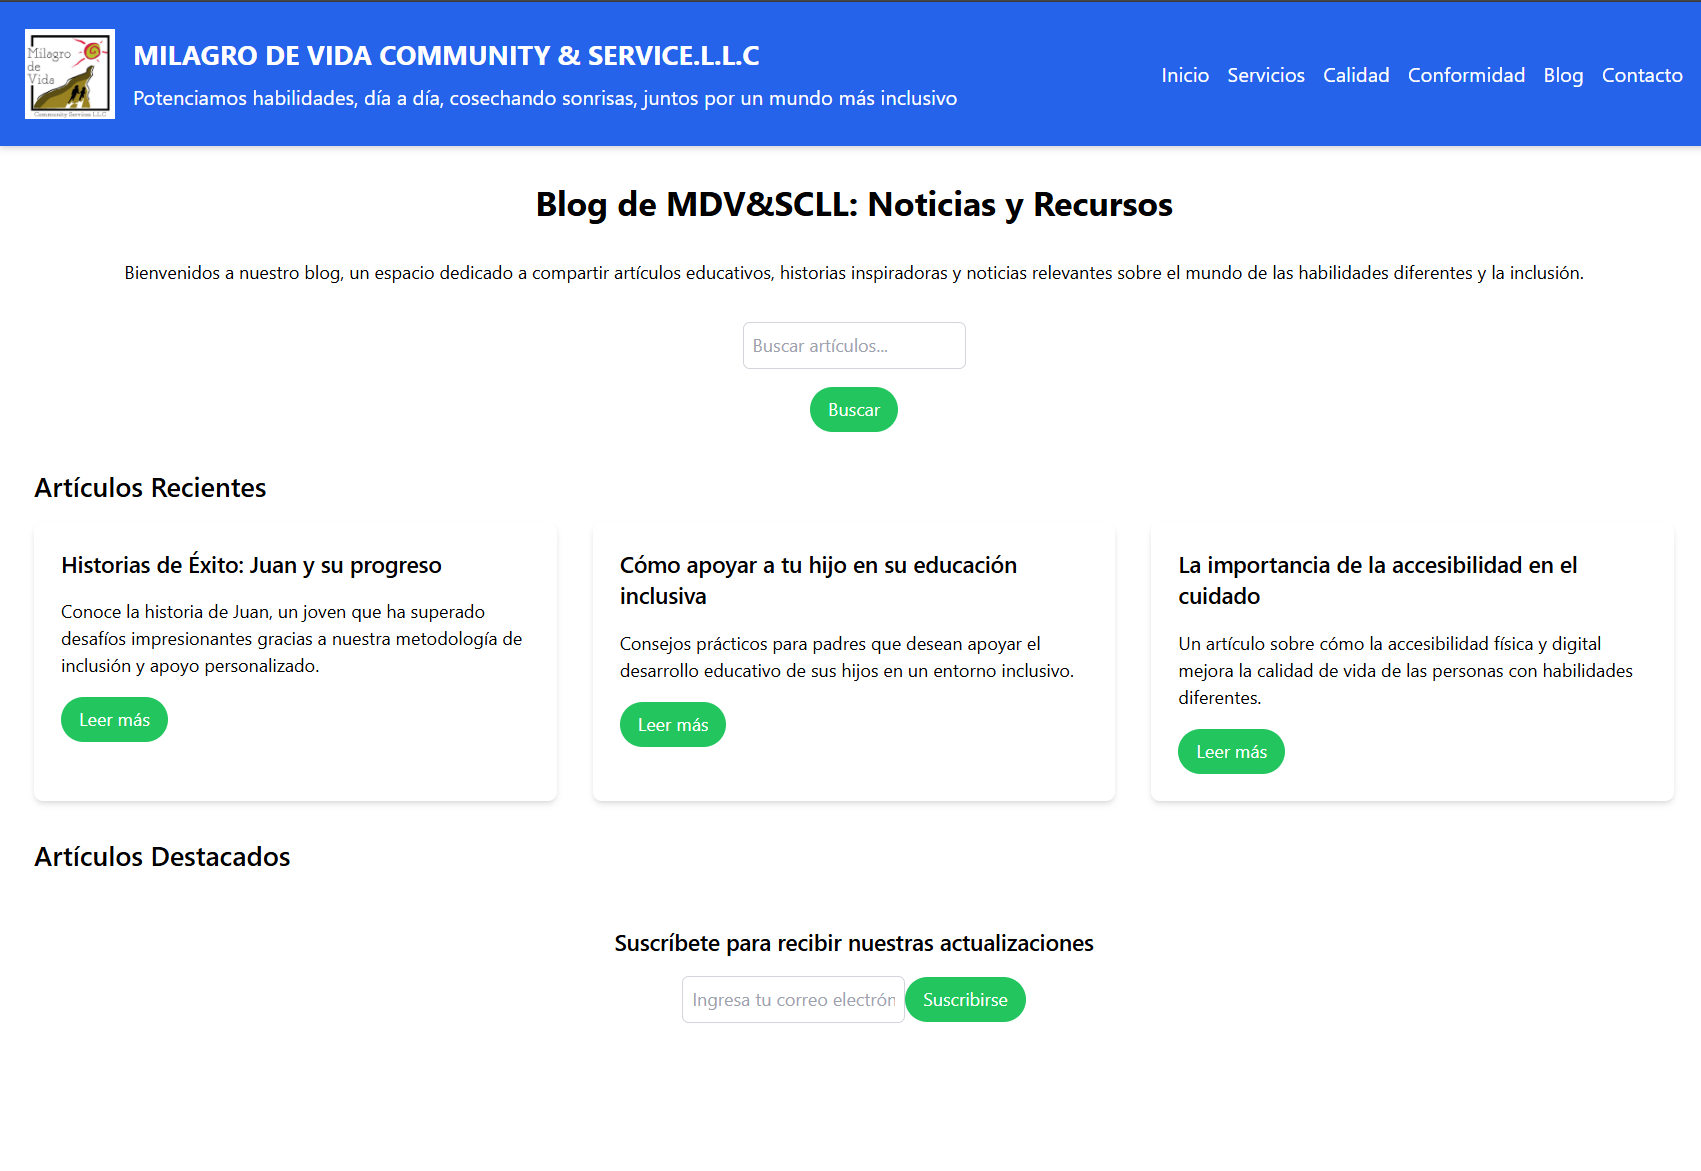 Milagro
de
Vida
Community Services LLC
MILAGRO DE VIDA COMMUNITY & SERVICE.L.L.C
Potenciamos habilidades, día a día, cosechando sonrisas, juntos por un mundo más inclusivo
Inicio Servicios Calidad Conformidad Blog Contacto
Blog de MDV&SCLL: Noticias y Recursos
Bienvenidos a nuestro blog, un espacio dedicado a compartir artículos educativos, historias inspiradoras y noticias relevantes sobre el mundo de las habilidades diferentes y la inclusión.
Buscar artículos...
Buscar
Artículos Recientes
Historias de Éxito: Juan y su progreso
Conoce la historia de Juan, un joven que ha superado
desafíos impresionantes gracias a nuestra metodología de
inclusión y apoyo personalizado.
Leer más
Cómo apoyar a tu hijo en su educación
inclusiva
Consejos prácticos para padres que desean apoyar el
desarrollo educativo de sus hijos en un entorno inclusivo.
Leer más
La importancia de la accesibilidad en el
cuidado
Un artículo sobre cómo la accesibilidad física y digital
mejora la calidad de vida de las personas con habilidades
diferentes.
Leer más
Artículos Destacados
Suscríbete para recibir nuestras actualizaciones
Ingresa tu correo electrón
Suscribirse